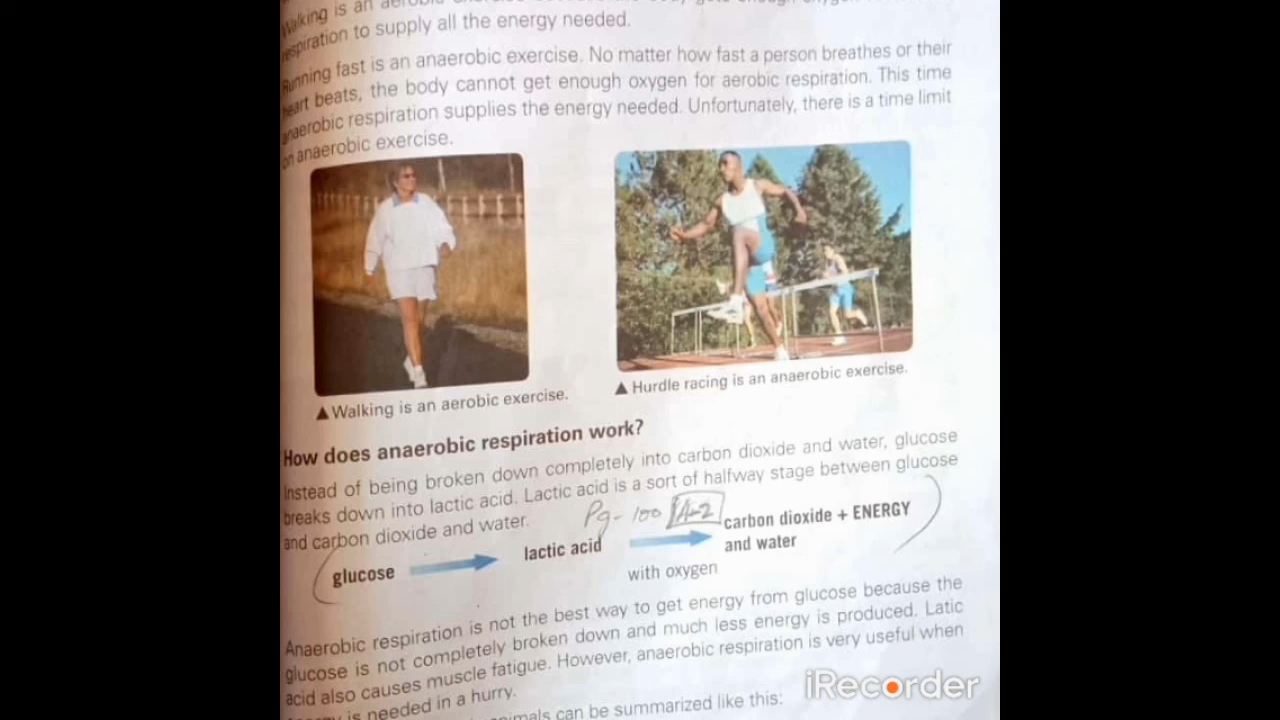 Walking is an aerobic
respiration to supply all the energy needed.
Running fast is an anaerobic exercise. No matter how fast a person breathes or their
heart beats, the body cannot get enough oxygen for aerobic respiration. This time
anaerobic respiration supplies the energy needed. Unfortunately, there is a time limit
on anaerobic exercise.
▲ Walking is an aerobic exercise.
▲ Hurdle racing is an anaerobic exercise.
How does anaerobic respiration work?
Instead of being broken down completely into carbon dioxide and water, glucose
breaks down into lactic acid. Lactic acid is a sort of halfway stage between glucose
and carbon dioxide and water.
Pg-100 A-2
glucose
lactic acid
with oxygen
carbon dioxide + ENERGY
and water
Anaerobic respiration is not the best way to get energy from glucose because the
glucose is not completely broken down and much less energy is produced. Latic
acid also causes muscle fatigue. However, anaerobic respiration is very useful when
is needed in a hurry.
can be summarized like this:
iRecorder